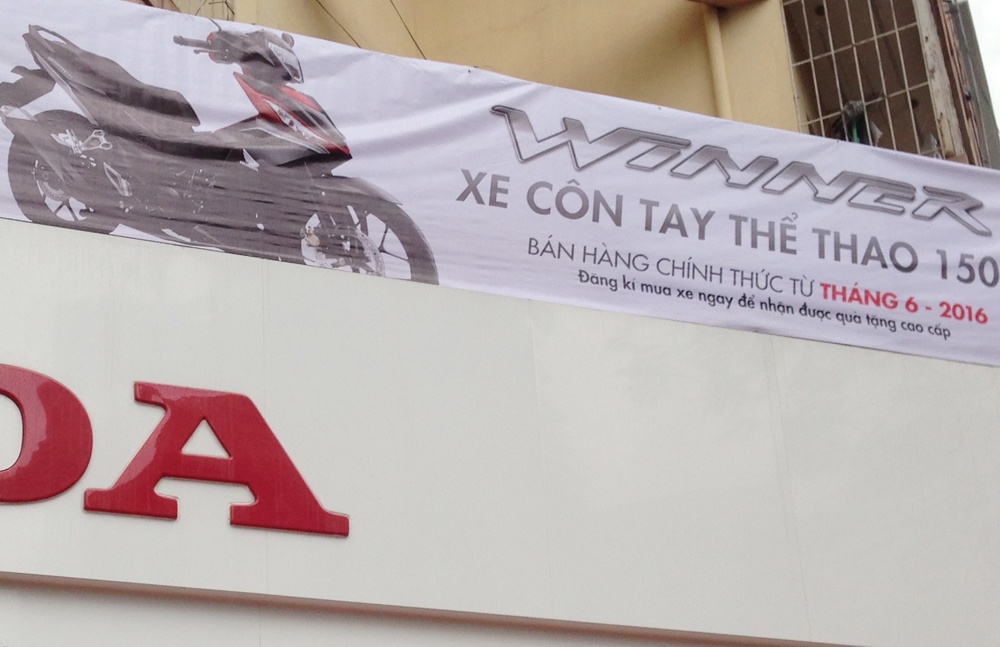 WINNER
XE CÔN TAY THỂ THAO 150
BÁN HÀNG CHÍNH THỨC TỪ THÁNG 6 - 2016
Đăng kí mua xe ngay để nhận được quà tặng cao cấp
DA